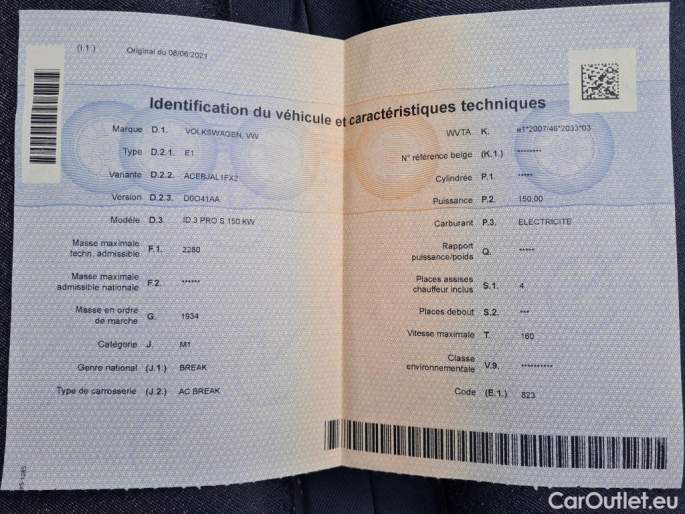 (I.1.) Original du 08/06/2021
Identification du véhicule et caractéristiques techniques
Marque D.1. VOLKSWAGEN, VW
Type D.2.1. E1
Variante D.2.2. ACEBJAL1FX2
Version D.2.3. D0O41AA
Modèle D.3. ID.3 PRO S 150 KW
Masse maximale
techn. admissible F.1. 2280
Masse maximale
admissible nationale F.2. ******
Masse en ordre
de marche G. 1934
Catégorie J. M1
Genre national (J.1.) BREAK
Type de carrosserie (J.2.) AC BREAK
WVTA K. e1*2007/46*2033*03
N° référence belge (K.1.) ********
Cylindrée P.1. *****
Puissance P.2. 150.00
Carburant P.3. ELECTRICITE
Rapport
puissance/poids Q. *****
Places assises
chauffeur inclus S.1. 4
Places debout S.2. ***
Vitesse maximale T. 160
Classe
environnementale V.9. **********
Code (E.1.) 823
CarOutlet.eu